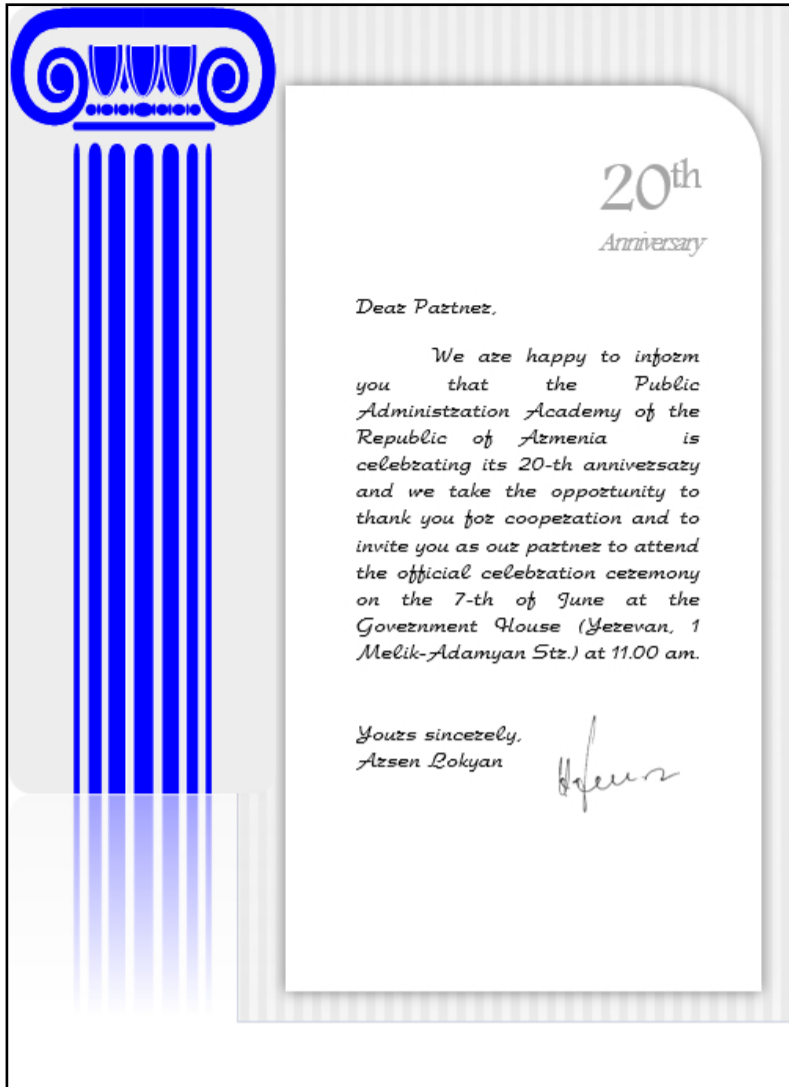 20th
Anniversary
Dear Partner,
We are happy to inform
you that the Public
Administration Academy of the
Republic of Armenia is
celebrating its 20-th anniversary
and we take the opportunity to
thank you for cooperation and to
invite you as our partner to attend
the official celebration ceremony
on the 7-th of June at the
Government House (Yerevan, 1
Melik-Adamyan Str.) at 11.00 am.
Yours sincerely,
Arsen Lokyan